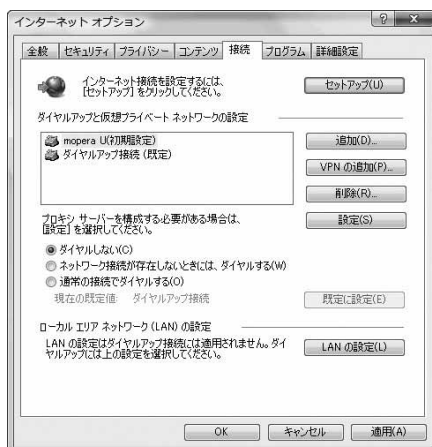 インターネット オプション
全般 セキュリティ プライバシー コンテンツ 接続 プログラム 詳細設定
インターネット接続を設定するには、
[セットアップ] をクリックしてください。
セットアップ(U)
ダイヤルアップと仮想プライベート ネットワークの設定
mopera U(初期設定)
ダイヤルアップ接続 (既定)
追加(D)...
VPN の追加(P)...
削除(R)...
プロキシ サーバーを構成する必要がある場合は、
[設定] を選択してください。
設定(S)
ダイヤルしない(C)
ネットワーク接続が存在しないときには、ダイヤルする(W)
通常の接続でダイヤルする(O)
現在の既定値: ダイヤルアップ接続
既定に設定(E)
ローカル エリア ネットワーク (LAN) の設定
LAN の設定はダイヤルアップ接続には適用されません。ダイ
ヤルアップには上の設定を選択してください。
LAN の設定(L)
OK キャンセル 適用(A)